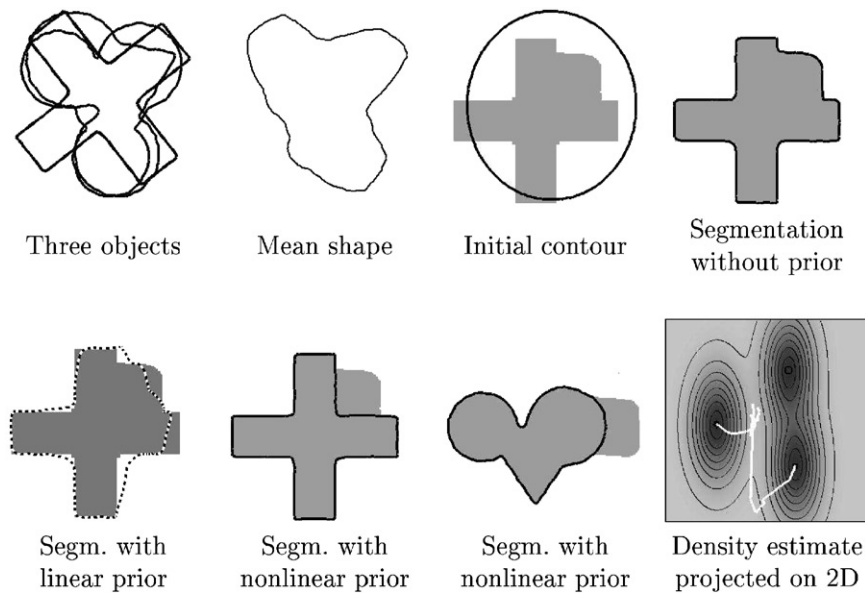 Three objects
Mean shape
Initial contour
Segmentation
without prior
Segm. with
linear prior
Segm. with
nonlinear prior
Segm. with
nonlinear prior
Density estimate
projected on 2D